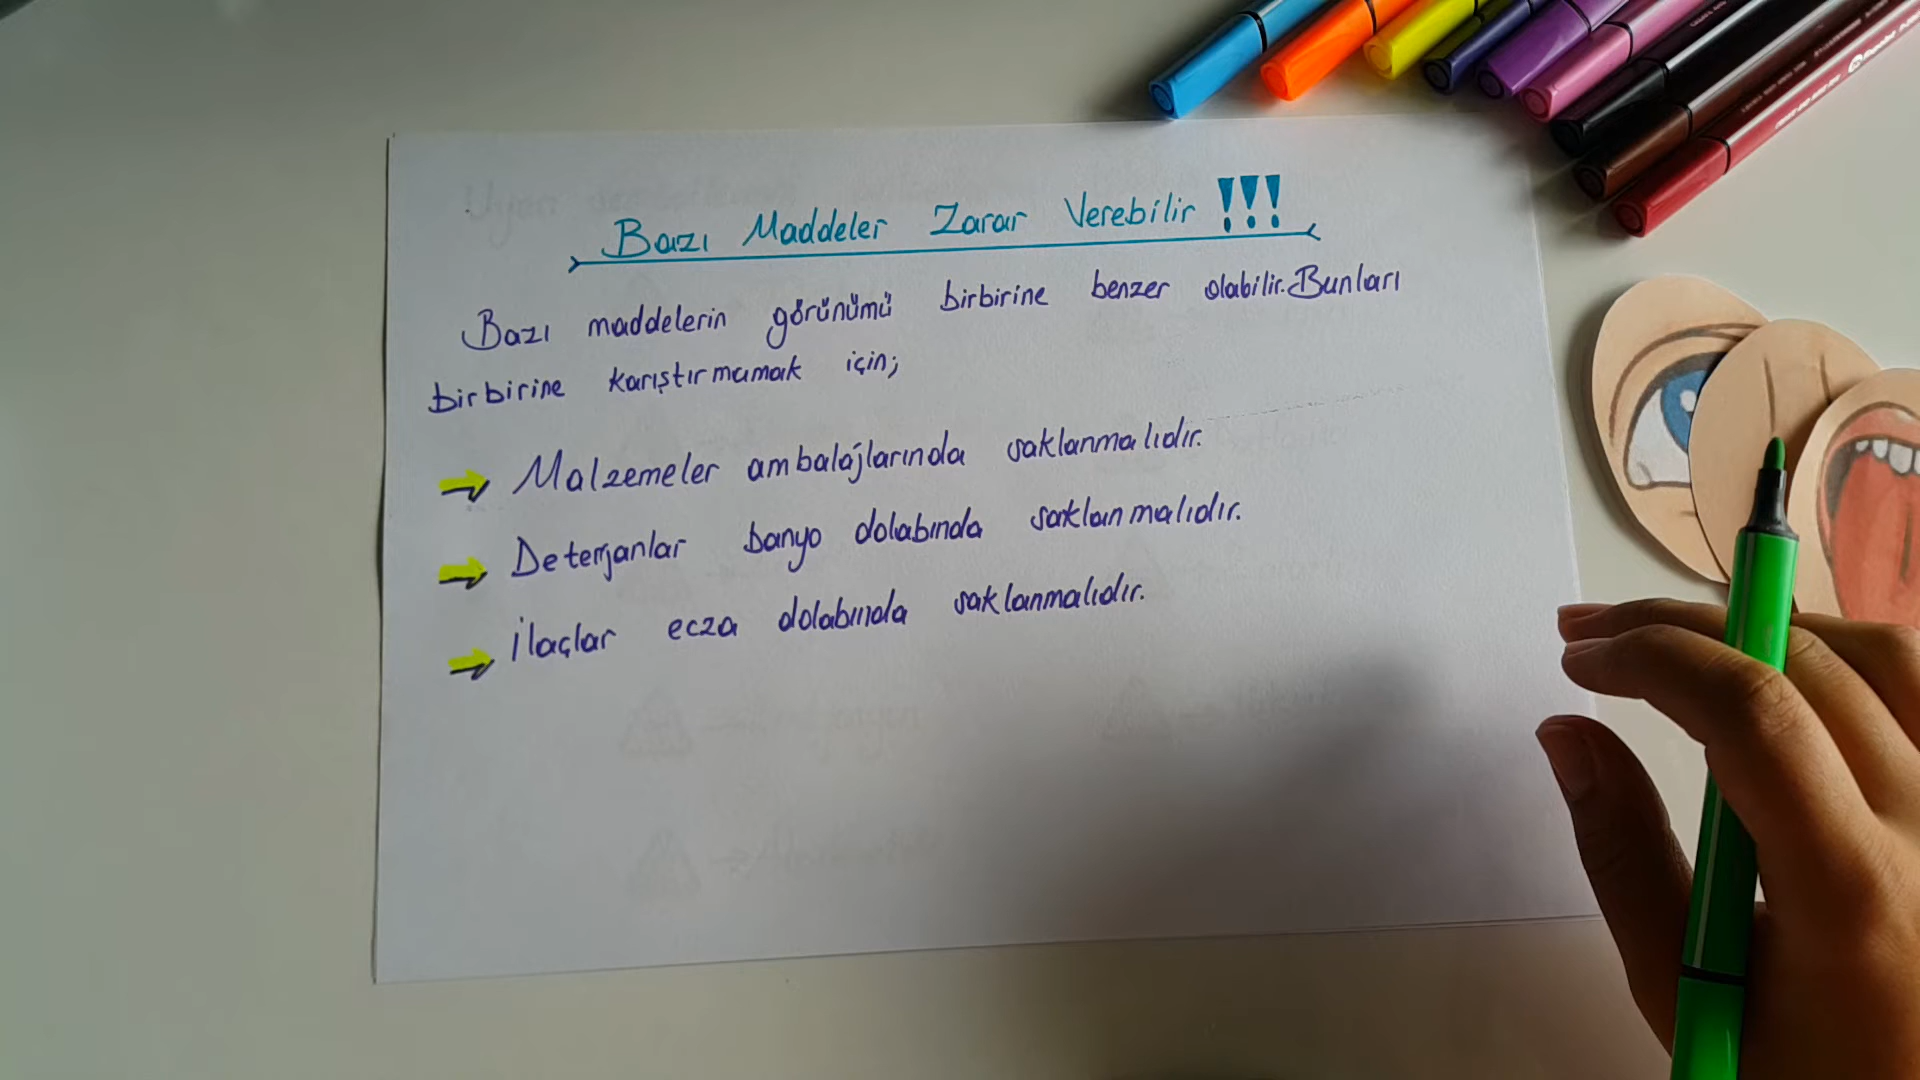 Bazı Maddeler Zarar Verebilir !!!
Bazı maddelerin görünümü birbirine benzer olabilir. Bunları
birbirine karıştırmamak için;
→ Malzemeler ambalajlarında saklanmalıdır.
→ Deterjanlar banyo dolabında saklanmalıdır.
→ İlaçlar ecza dolabında saklanmalıdır.